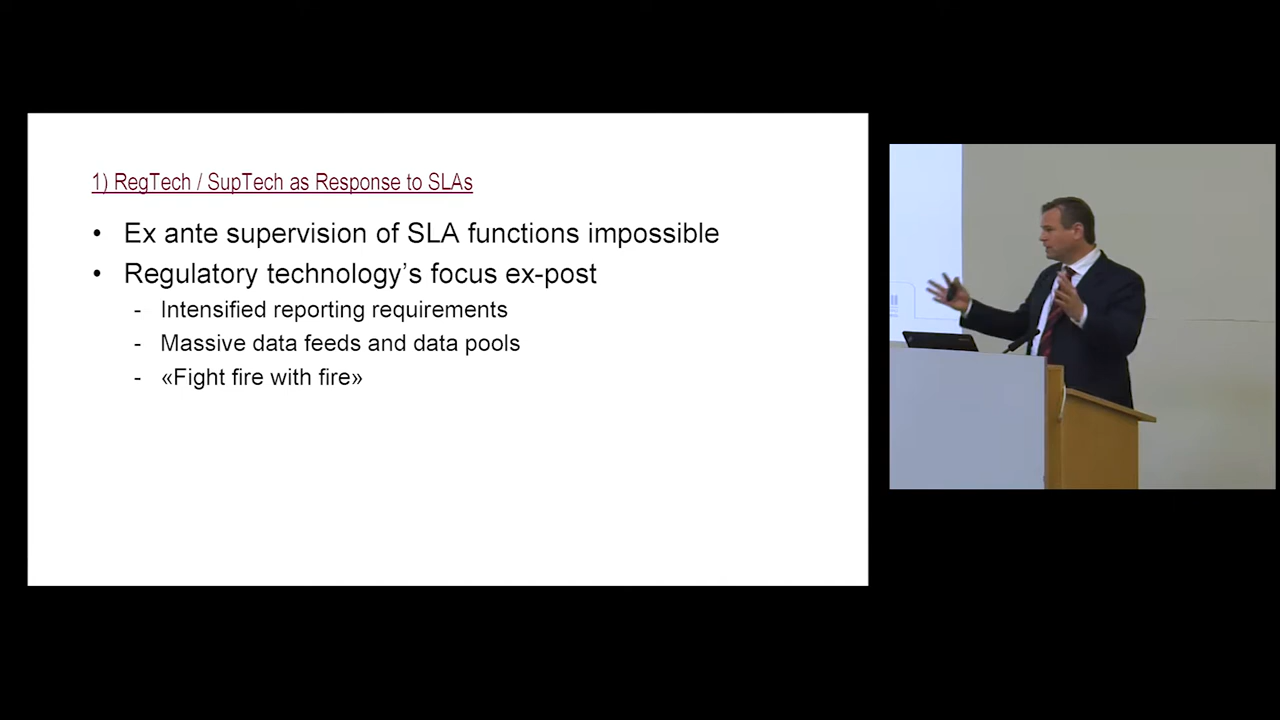 1) RegTech / SupTech as Response to SLAs
• Ex ante supervision of SLA functions impossible
• Regulatory technology’s focus ex-post
- Intensified reporting requirements
- Massive data feeds and data pools
- «Fight fire with fire»